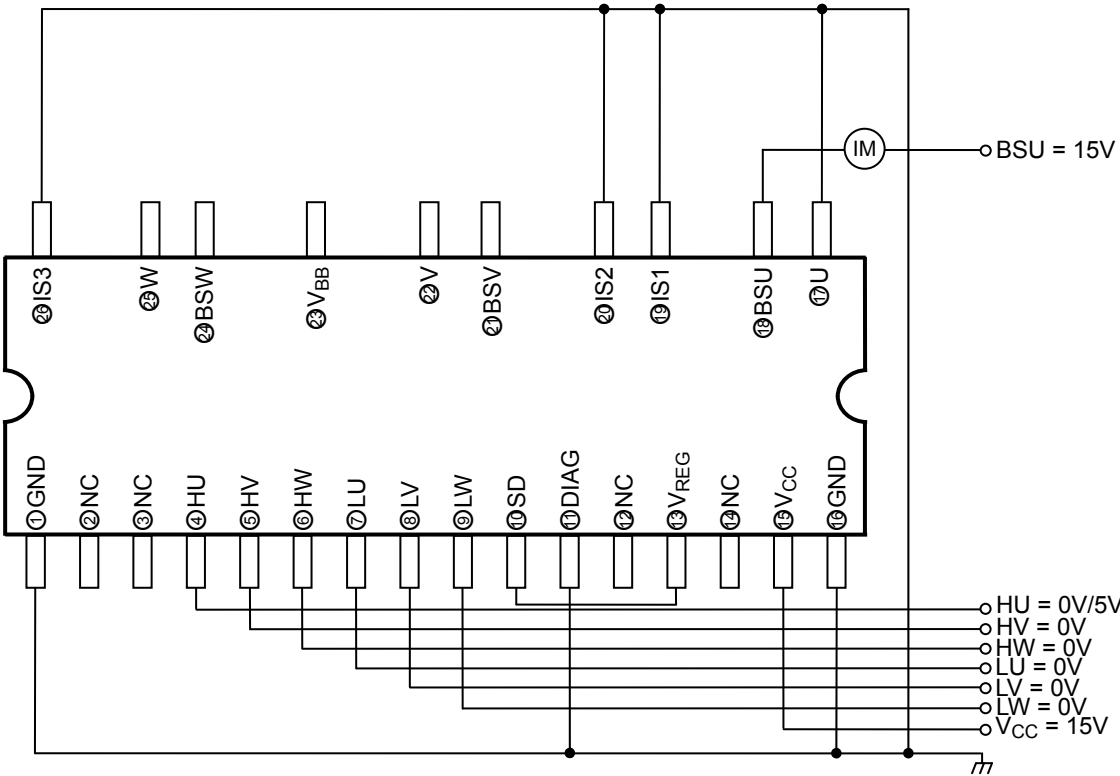 IM
BSU = 15V
㉖IS3
㉕W
㉔BSW
㉓VBB
㉒V
㉑BSV
⑳IS2
⑲IS1
⑱BSU
⑰U
①GND
②NC
③NC
④HU
⑤HV
⑥HW
⑦LU
⑧LV
⑨LW
⑩SD
⑪DIAG
⑫NC
⑬VREG
⑭NC
⑮VCC
⑯GND
HU = 0V/5V
HV = 0V
HW = 0V
LU = 0V
LV = 0V
LW = 0V
VCC = 15V